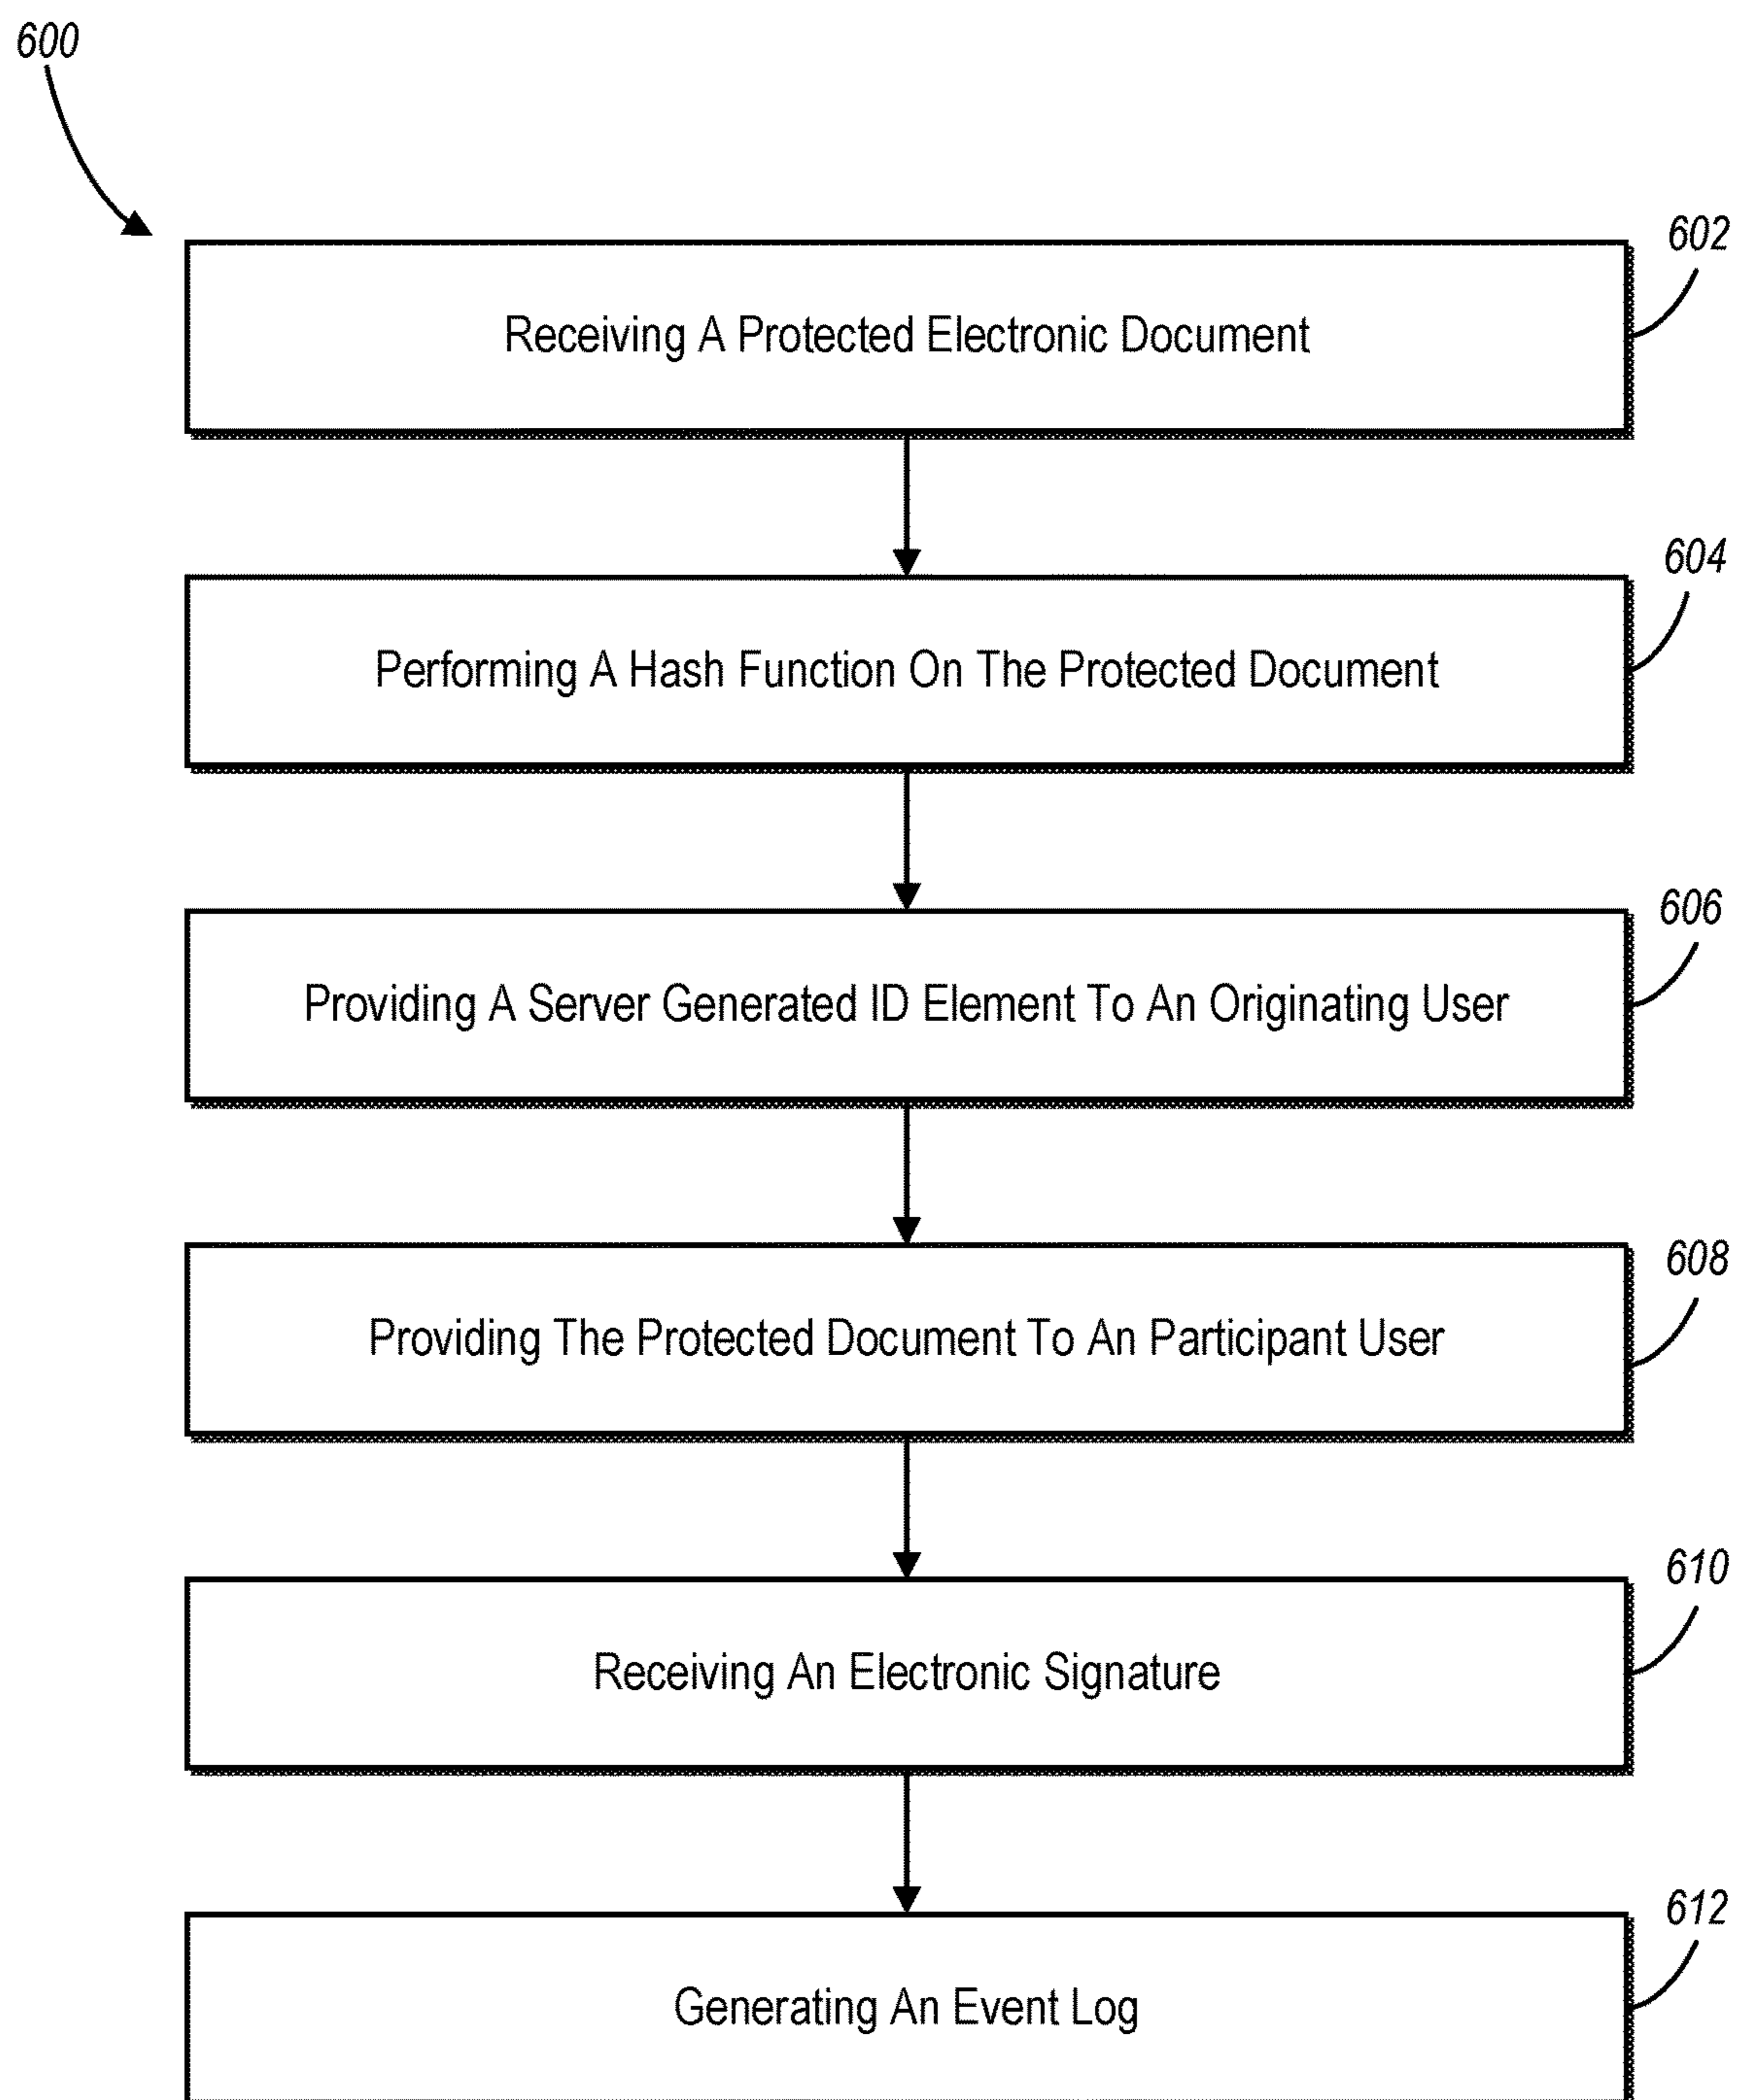 600
602
Receiving A Protected Electronic Document
604
Performing A Hash Function On The Protected Document
606
Providing A Server Generated ID Element To An Originating User
608
Providing The Protected Document To An Participant User
610
Receiving An Electronic Signature
612
Generating An Event Log